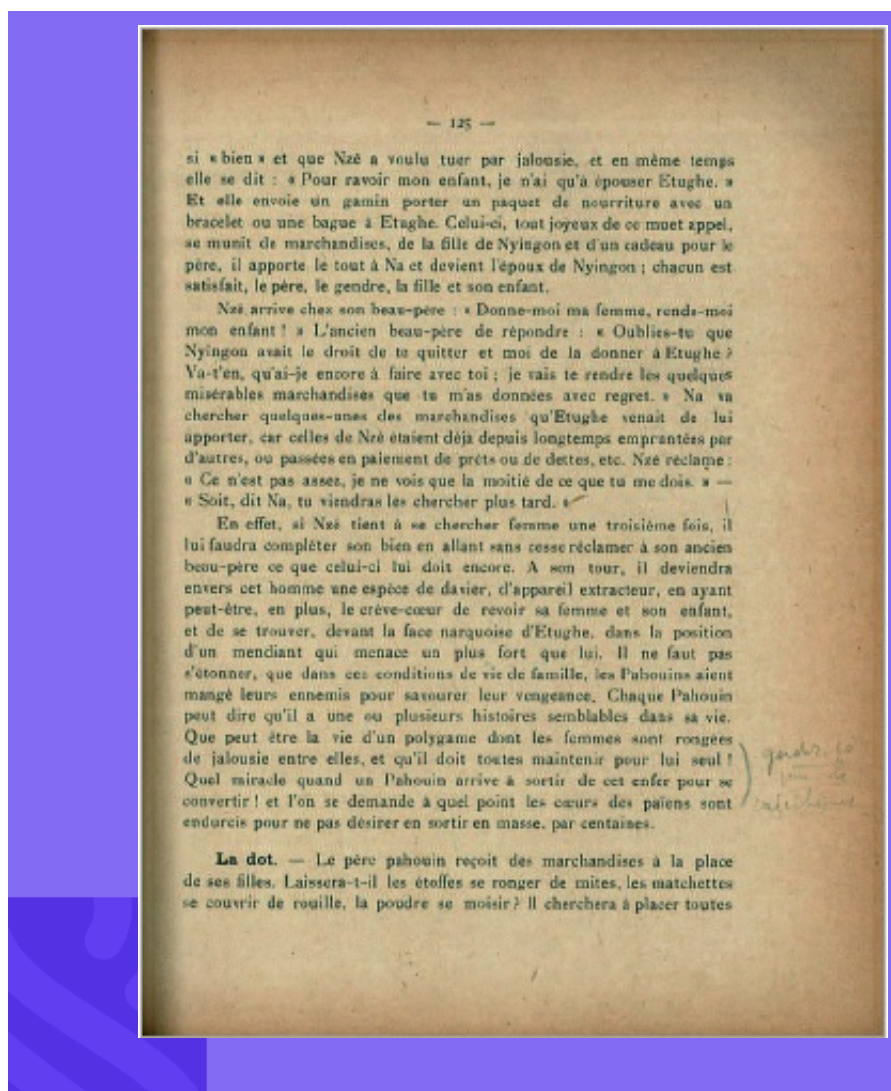 — 125 —
si « bien » et que Nzé a voulu tuer par jalousie, et en même temps
elle se dit : « Pour ravoir mon enfant, je n'ai qu'à épouser Etughe. »
Et elle envoie un gamin porter un paquet de nourriture avec un
bracelet ou une bague à Etughe. Celui-ci, tout joyeux de ce muet appel,
se munit de marchandises, de la fille de Nyingon et d'un cadeau pour le
père, il apporte le tout à Na et devient l'époux de Nyingon ; chacun est
satisfait, le père, le gendre, la fille et son enfant.
Nzé arrive chez son beau-père : « Donne-moi ma femme, rends-moi
mon enfant ! » L'ancien beau-père de répondre : « Oublies-tu que
Nyingon avait le droit de te quitter et moi de la donner à Etughe ?
Va-t'en, qu'ai-je encore à faire avec toi ; je vais te rendre les quelques
misérables marchandises que tu m'as données avec regret. » Na va
chercher quelques-unes des marchandises qu'Etughe venait de lui
apporter, car celles de Nzé étaient déjà depuis longtemps empruntées par
d'autres, ou passées en paiement de prêts ou de dettes, etc. Nzé réclame :
« Ce n'est pas assez, je ne vois que la moitié de ce que tu me dois. » —
« Soit, dit Na, tu viendras les chercher plus tard. »
En effet, si Nzé tient à se chercher femme une troisième fois, il
lui faudra compléter son bien en allant sans cesse réclamer à son ancien
beau-père ce que celui-ci lui doit encore. A son tour, il deviendra
envers cet homme une espèce de davier, d'appareil extracteur, en ayant
peut-être, en plus, le crève-cœur de revoir sa femme et son enfant,
et de se trouver, devant la face narquoise d'Etughe, dans la position
d'un mendiant qui menace un plus fort que lui. Il ne faut pas
s'étonner, que dans ces conditions de vie de famille, les Pahouins aient
mangé leurs ennemis pour savourer leur vengeance. Chaque Pahouin
peut dire qu'il a une ou plusieurs histoires semblables dans sa vie.
Que peut être la vie d'un polygame dont les femmes sont rongées
de jalousie entre elles, et qu'il doit toutes maintenir pour lui seul !
Quel miracle quand un Pahouin arrive à sortir de cet enfer pour se
convertir ! et l'on se demande à quel point les cœurs des païens sont
endurcis pour ne pas désirer en sortir en masse, par centaines.
La dot. — Le père pahouin reçoit des marchandises à la place
de ses filles. Laissera-t-il les étoffes se ronger de mites, les matchettes
se couvrir de rouille, la poudre se moisir ? Il cherchera à placer toutes